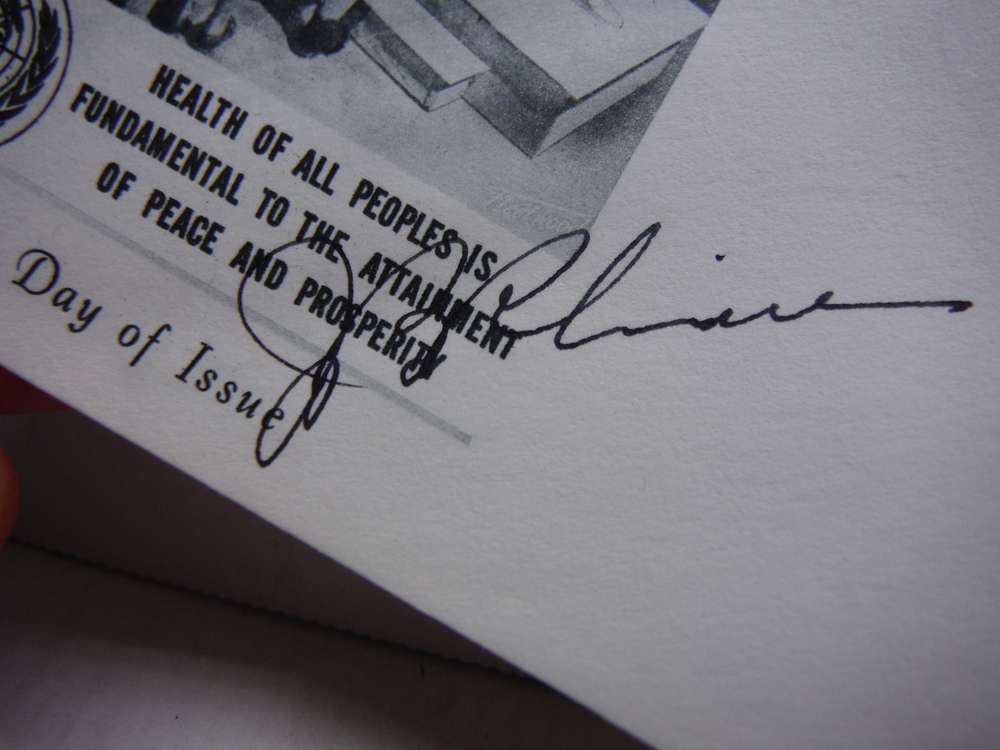 HEALTH OF ALL PEOPLES IS
FUNDAMENTAL TO THE ATTAINMENT
OF PEACE AND PROSPERITY
Day of Issue